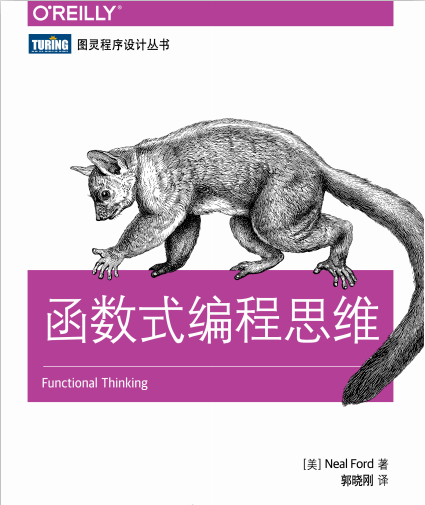 O'REILLY®
TURING 图灵程序设计丛书
函数式编程思维
Functional Thinking
[美] Neal Ford 著
郭晓刚 译